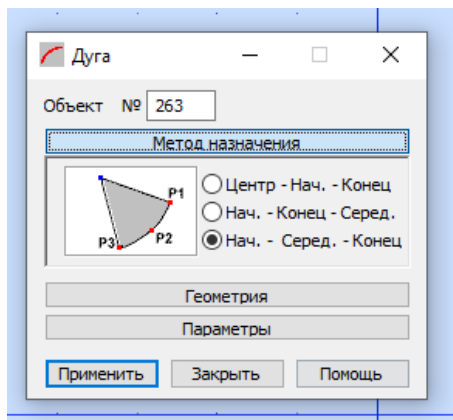 Дуга
Объект № 263
Метод назначения
P1
P2
P3
Центр - Нач. - Конец
Нач. - Конец - Серед.
Нач. - Серед. - Конец
Геометрия
Параметры
Применить Закрыть Помощь